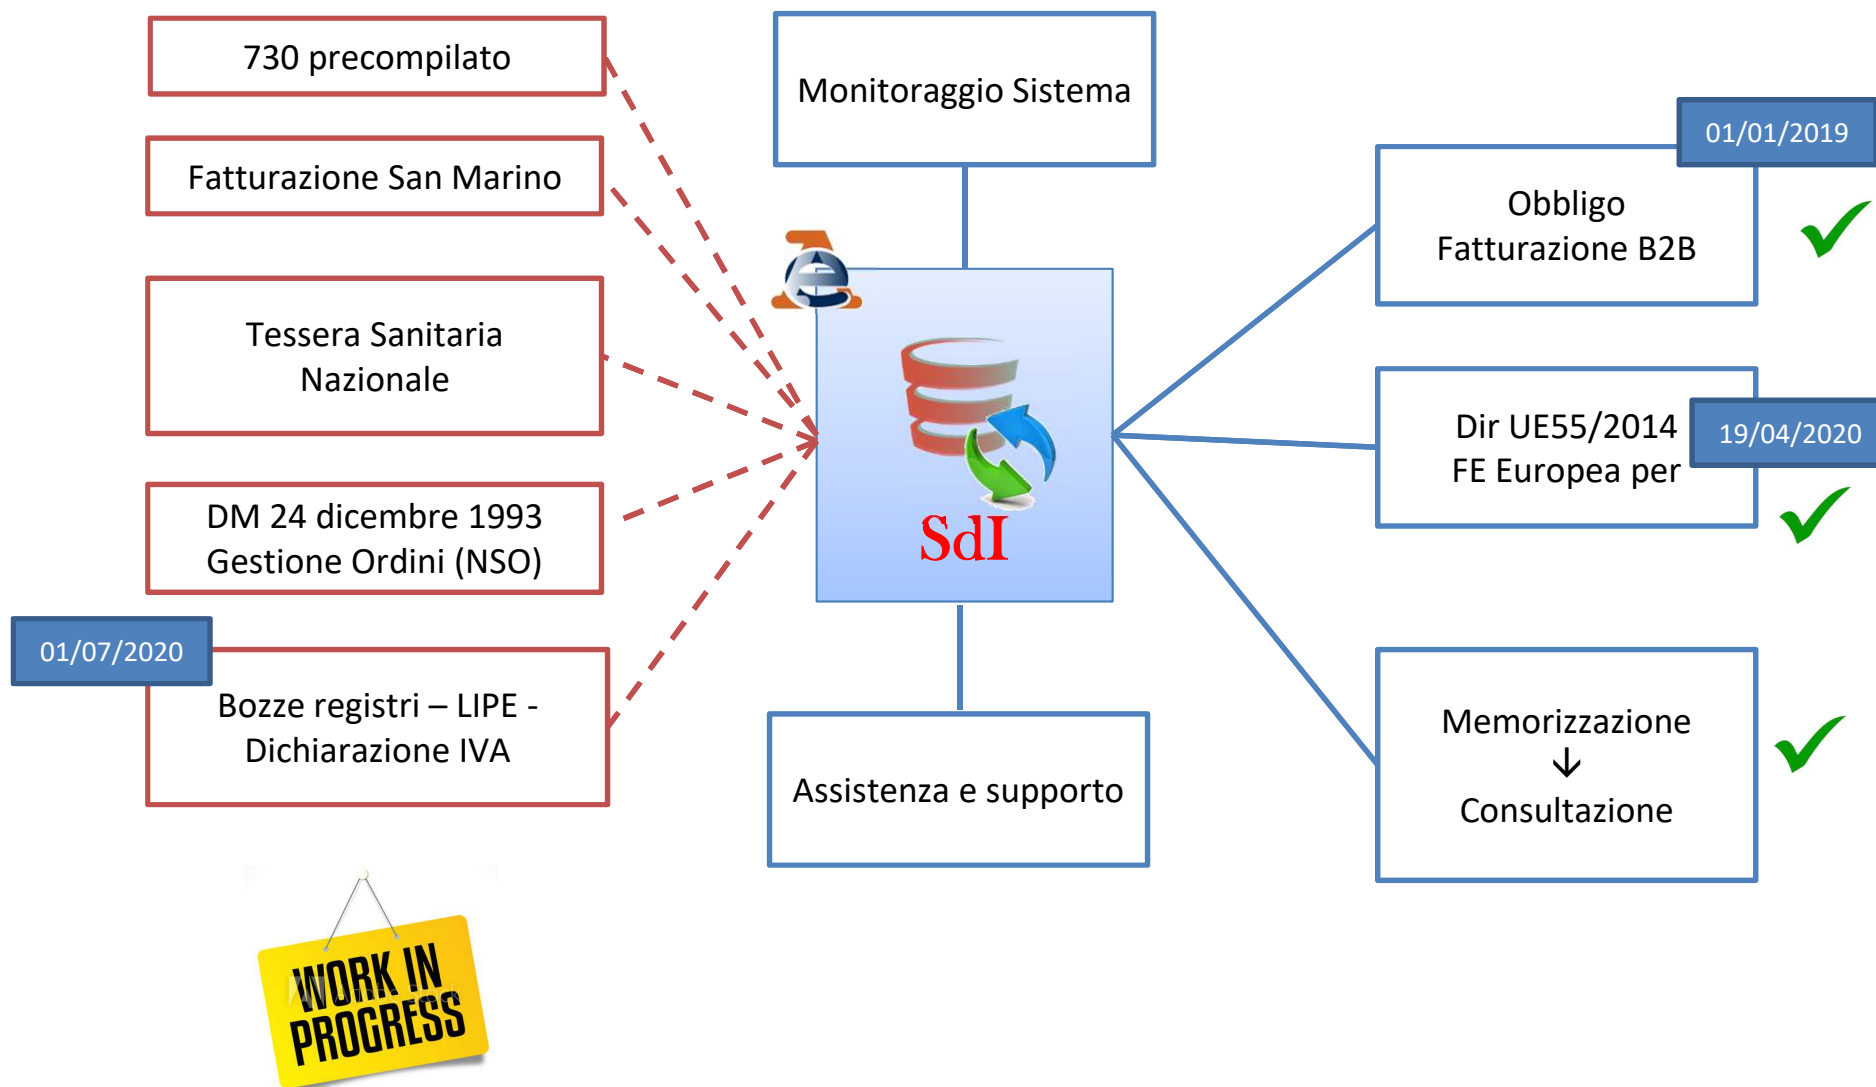 730 precompilato
Fatturazione San Marino
Tessera Sanitaria
Nazionale
DM 24 dicembre 1993
Gestione Ordini (NSO)
01/07/2020
Bozze registri – LIPE -
Dichiarazione IVA
WORK IN
PROGRESS
Monitoraggio Sistema
SdI
Assistenza e supporto
01/01/2019
Obbligo
Fatturazione B2B
Dir UE55/2014
19/04/2020
FE Europea per
Memorizzazione
↓
Consultazione